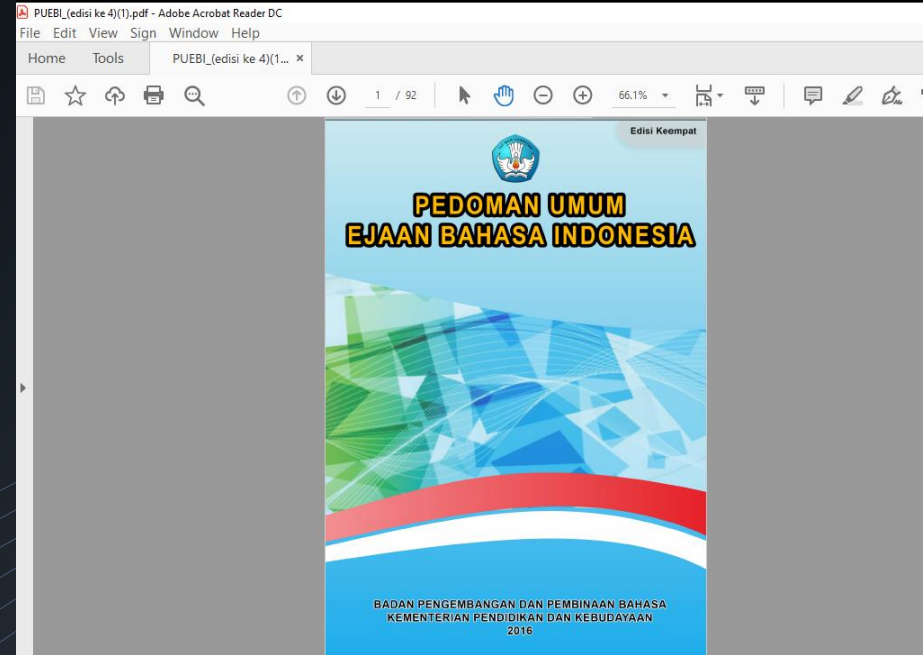 PUEBI_(edisi ke 4)(1).pdf - Adobe Acrobat Reader DC
File Edit View Sign Window Help
Home Tools PUEBI_(edisi ke 4)(1... ×
1 / 92 66.1%
Edisi Keempat
PEDOMAN UMUM
EJAAN BAHASA INDONESIA
BADAN PENGEMBANGAN DAN PEMBINAAN BAHASA
KEMENTERIAN PENDIDIKAN DAN KEBUDAYAAN
2016